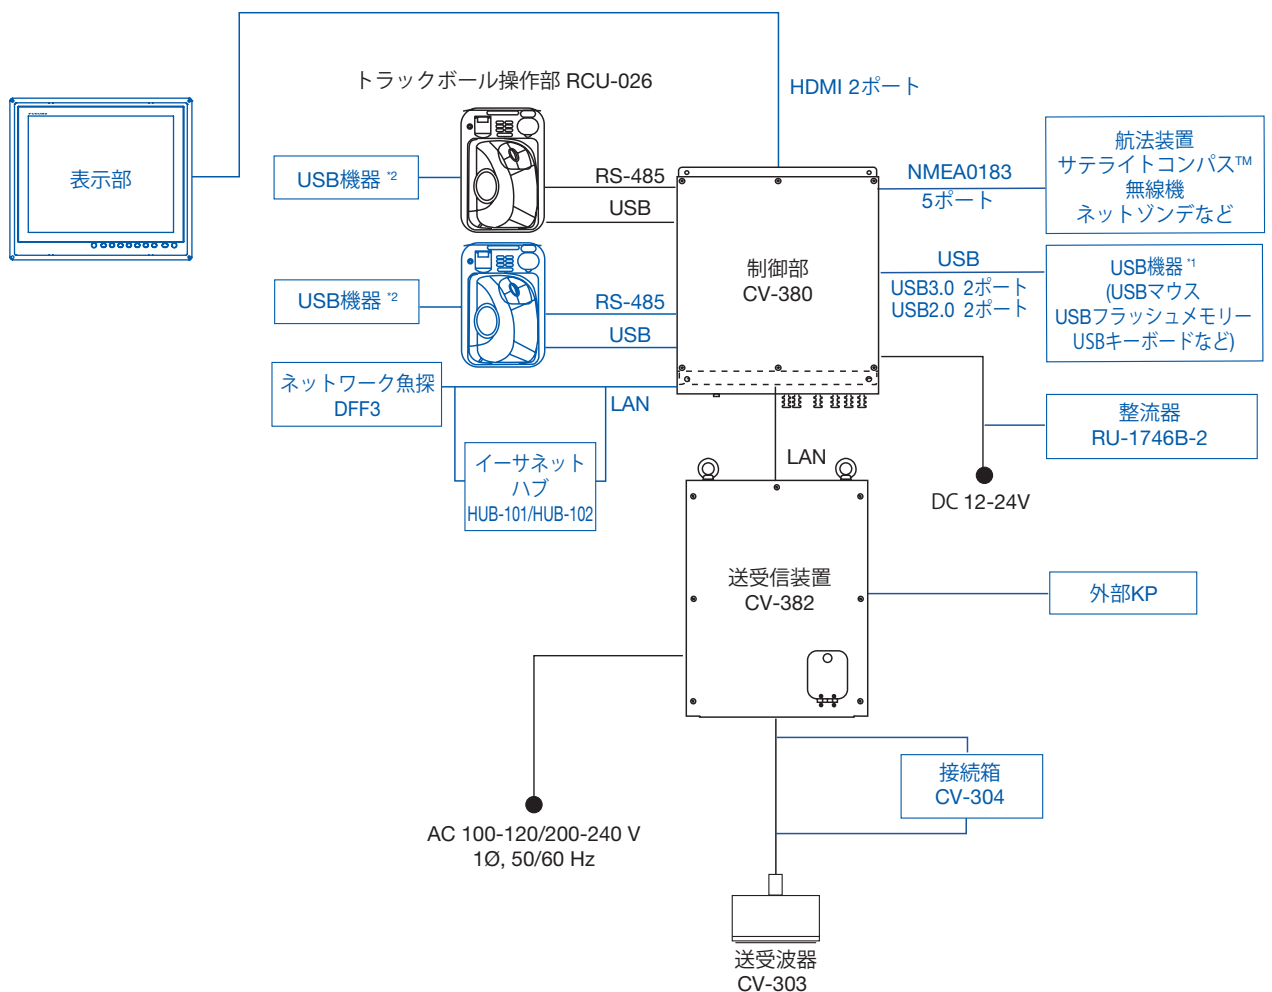 トラックボール操作部 RCU-026
HDMI 2ポート
表示部
USB機器 *2
RS-485
USB
NMEA0183
5ポート
航法装置
サテライトコンパス™
無線機
ネットゾンデなど
制御部
CV-380
USB
USB3.0 2ポート
USB2.0 2ポート
USB機器 *1
(USBマウス
USBフラッシュメモリー
USBキーボードなど)
USB機器 *2
RS-485
USB
ネットワーク魚探
DFF3
LAN
イーサネット
ハブ
HUB-101/HUB-102
整流器
RU-1746B-2
LAN
DC 12-24V
送受信装置
CV-382
外部KP
接続箱
CV-304
AC 100-120/200-240 V
1Ø, 50/60 Hz
送受波器
CV-303